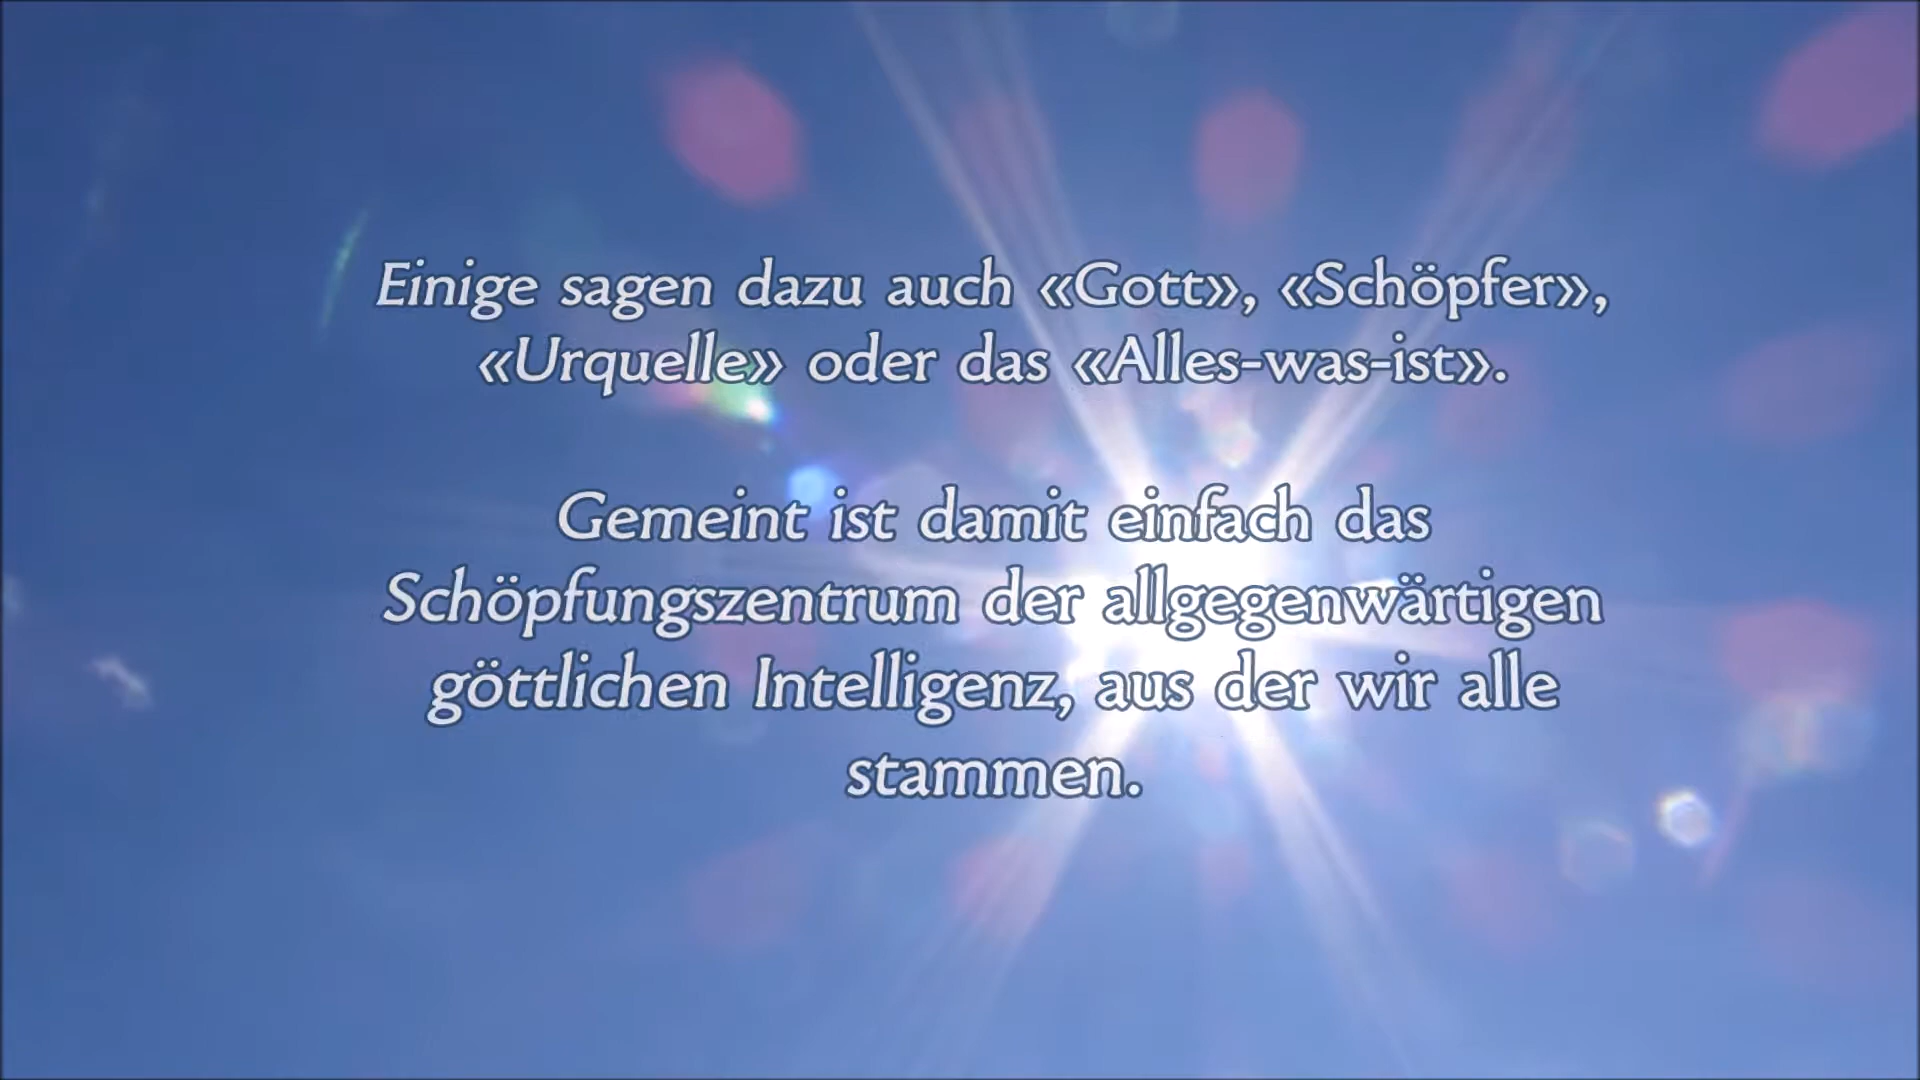 Einige sagen dazu auch «Gott», «Schöpfer»,
«Urquelle» oder das «Alles-was-ist».
Gemeint ist damit einfach das
Schöpfungszentrum der allgegenwärtigen
göttlichen Intelligenz, aus der wir alle
stammen.